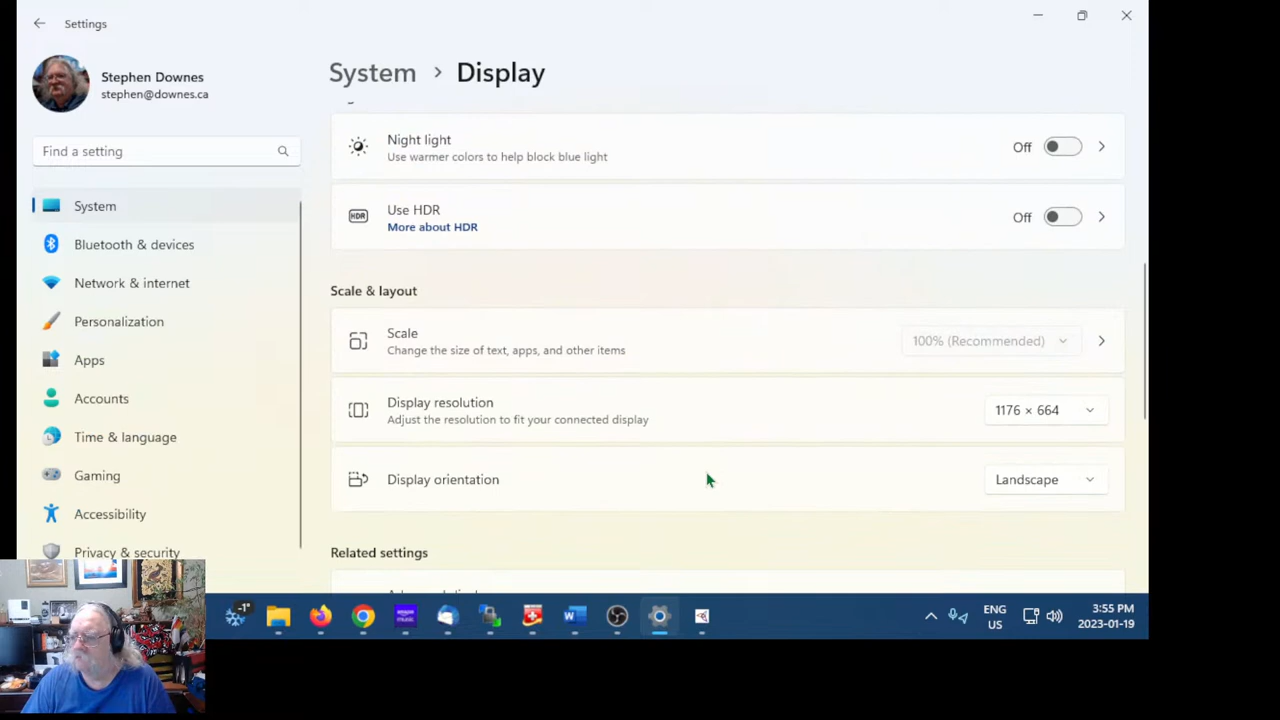 Settings
Stephen Downes
stephen@downes.ca
Find a setting
System
Bluetooth & devices
Network & internet
Personalization
Apps
Accounts
Time & language
Gaming
Accessibility
Privacy & security
System > Display
Night light
Use warmer colors to help block blue light
Off
HDR
Use HDR
More about HDR
Off
Scale & layout
Scale
Change the size of text, apps, and other items
100% (Recommended)
Display resolution
Adjust the resolution to fit your connected display
1176 × 664
Display orientation
Landscape
Related settings
-1°
music
ENG
US
3:55 PM
2023-01-19